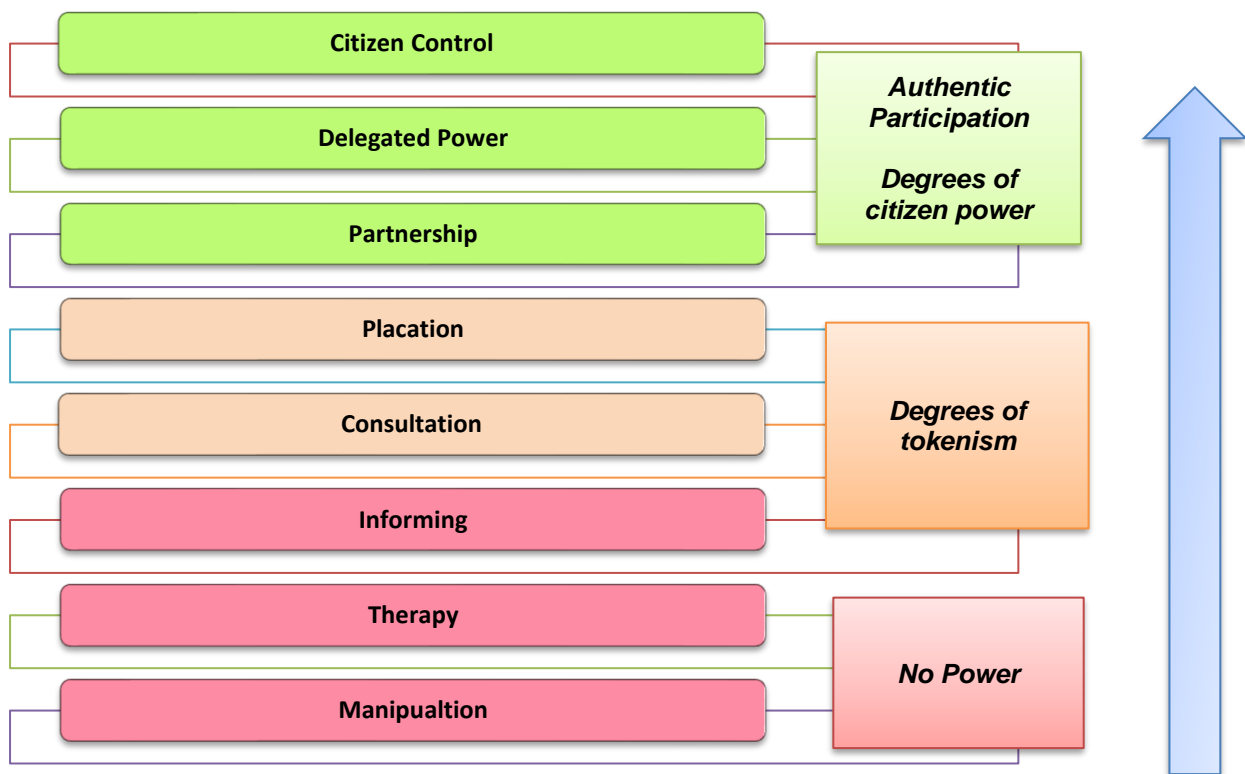 Citizen Control
Authentic
Participation
Delegated Power
Degrees of
citizen power
Partnership
Placation
Degrees of
tokenism
Consultation
Informing
Therapy
No Power
Manipualtion